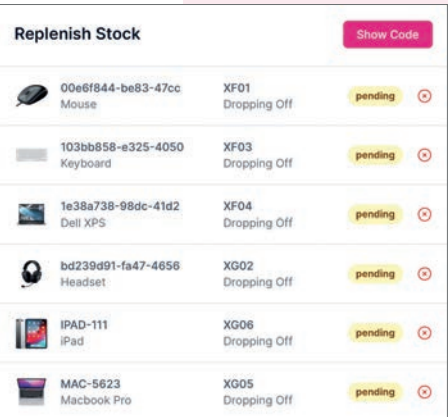 Replenish Stock
Show Code
00e6f844-be83-47cc XF01
Mouse Dropping Off pending
103bb858-e325-4050 XF03
Keyboard Dropping Off pending
1e38a738-98dc-41d2 XF04
Dell XPS Dropping Off pending
bd239d91-fa47-4656 XG02
Headset Dropping Off pending
IPAD-111 XG06
iPad Dropping Off pending
MAC-5623 XG05
Macbook Pro Dropping Off pending